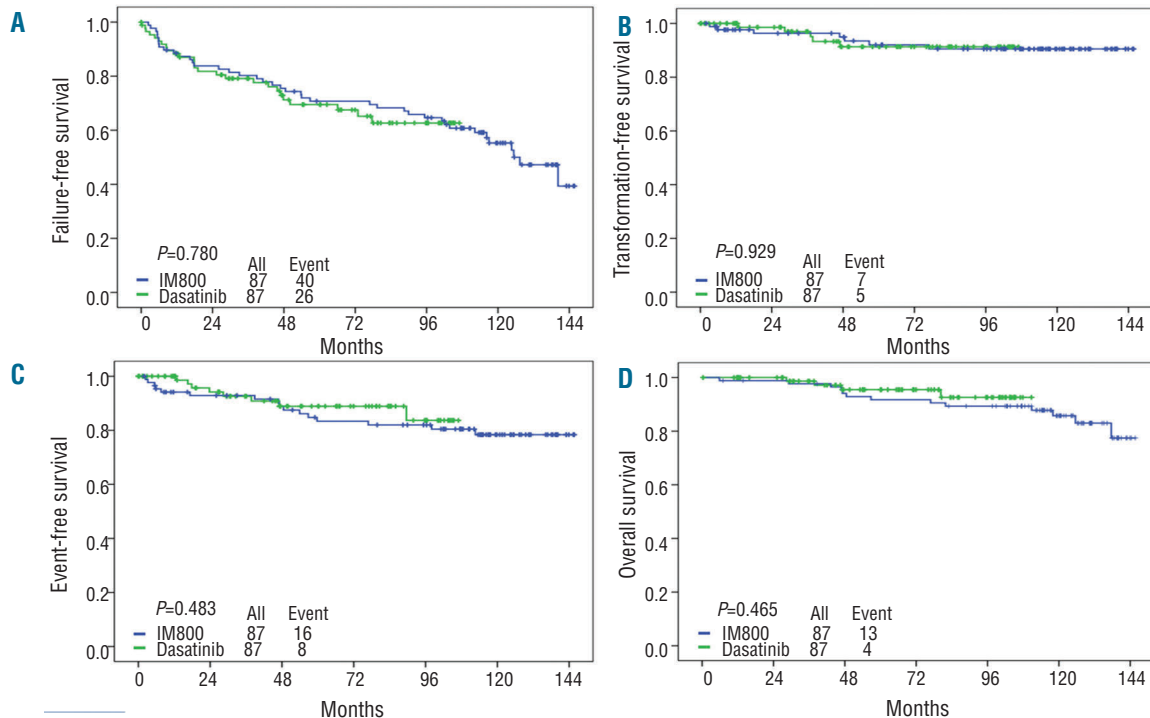 A
Failure-free survival
1.0
0.8
0.6
0.4
0.2
0.0
P=0.780
All Event
IM800 87 40
Dasatinib 87 26
0 24 48 72 96 120 144
Months
B
Transformation-free survival
1.0
0.8
0.6
0.4
0.2
0.0
P=0.929
All Event
IM800 87 7
Dasatinib 87 5
0 24 48 72 96 120 144
Months
C
Event-free survival
1.0
0.8
0.6
0.4
0.2
0.0
P=0.483
All Event
IM800 87 16
Dasatinib 87 8
0 24 48 72 96 120 144
Months
D
Overall survival
1.0
0.8
0.6
0.4
0.2
0.0
P=0.465
All Event
IM800 87 13
Dasatinib 87 4
0 24 48 72 96 120 144
Months